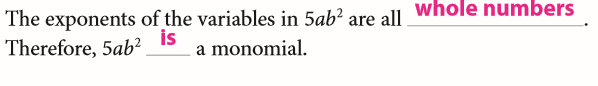 The exponents of the variables in 5ab² are all whole numbers.
Therefore, 5ab² is a monomial.